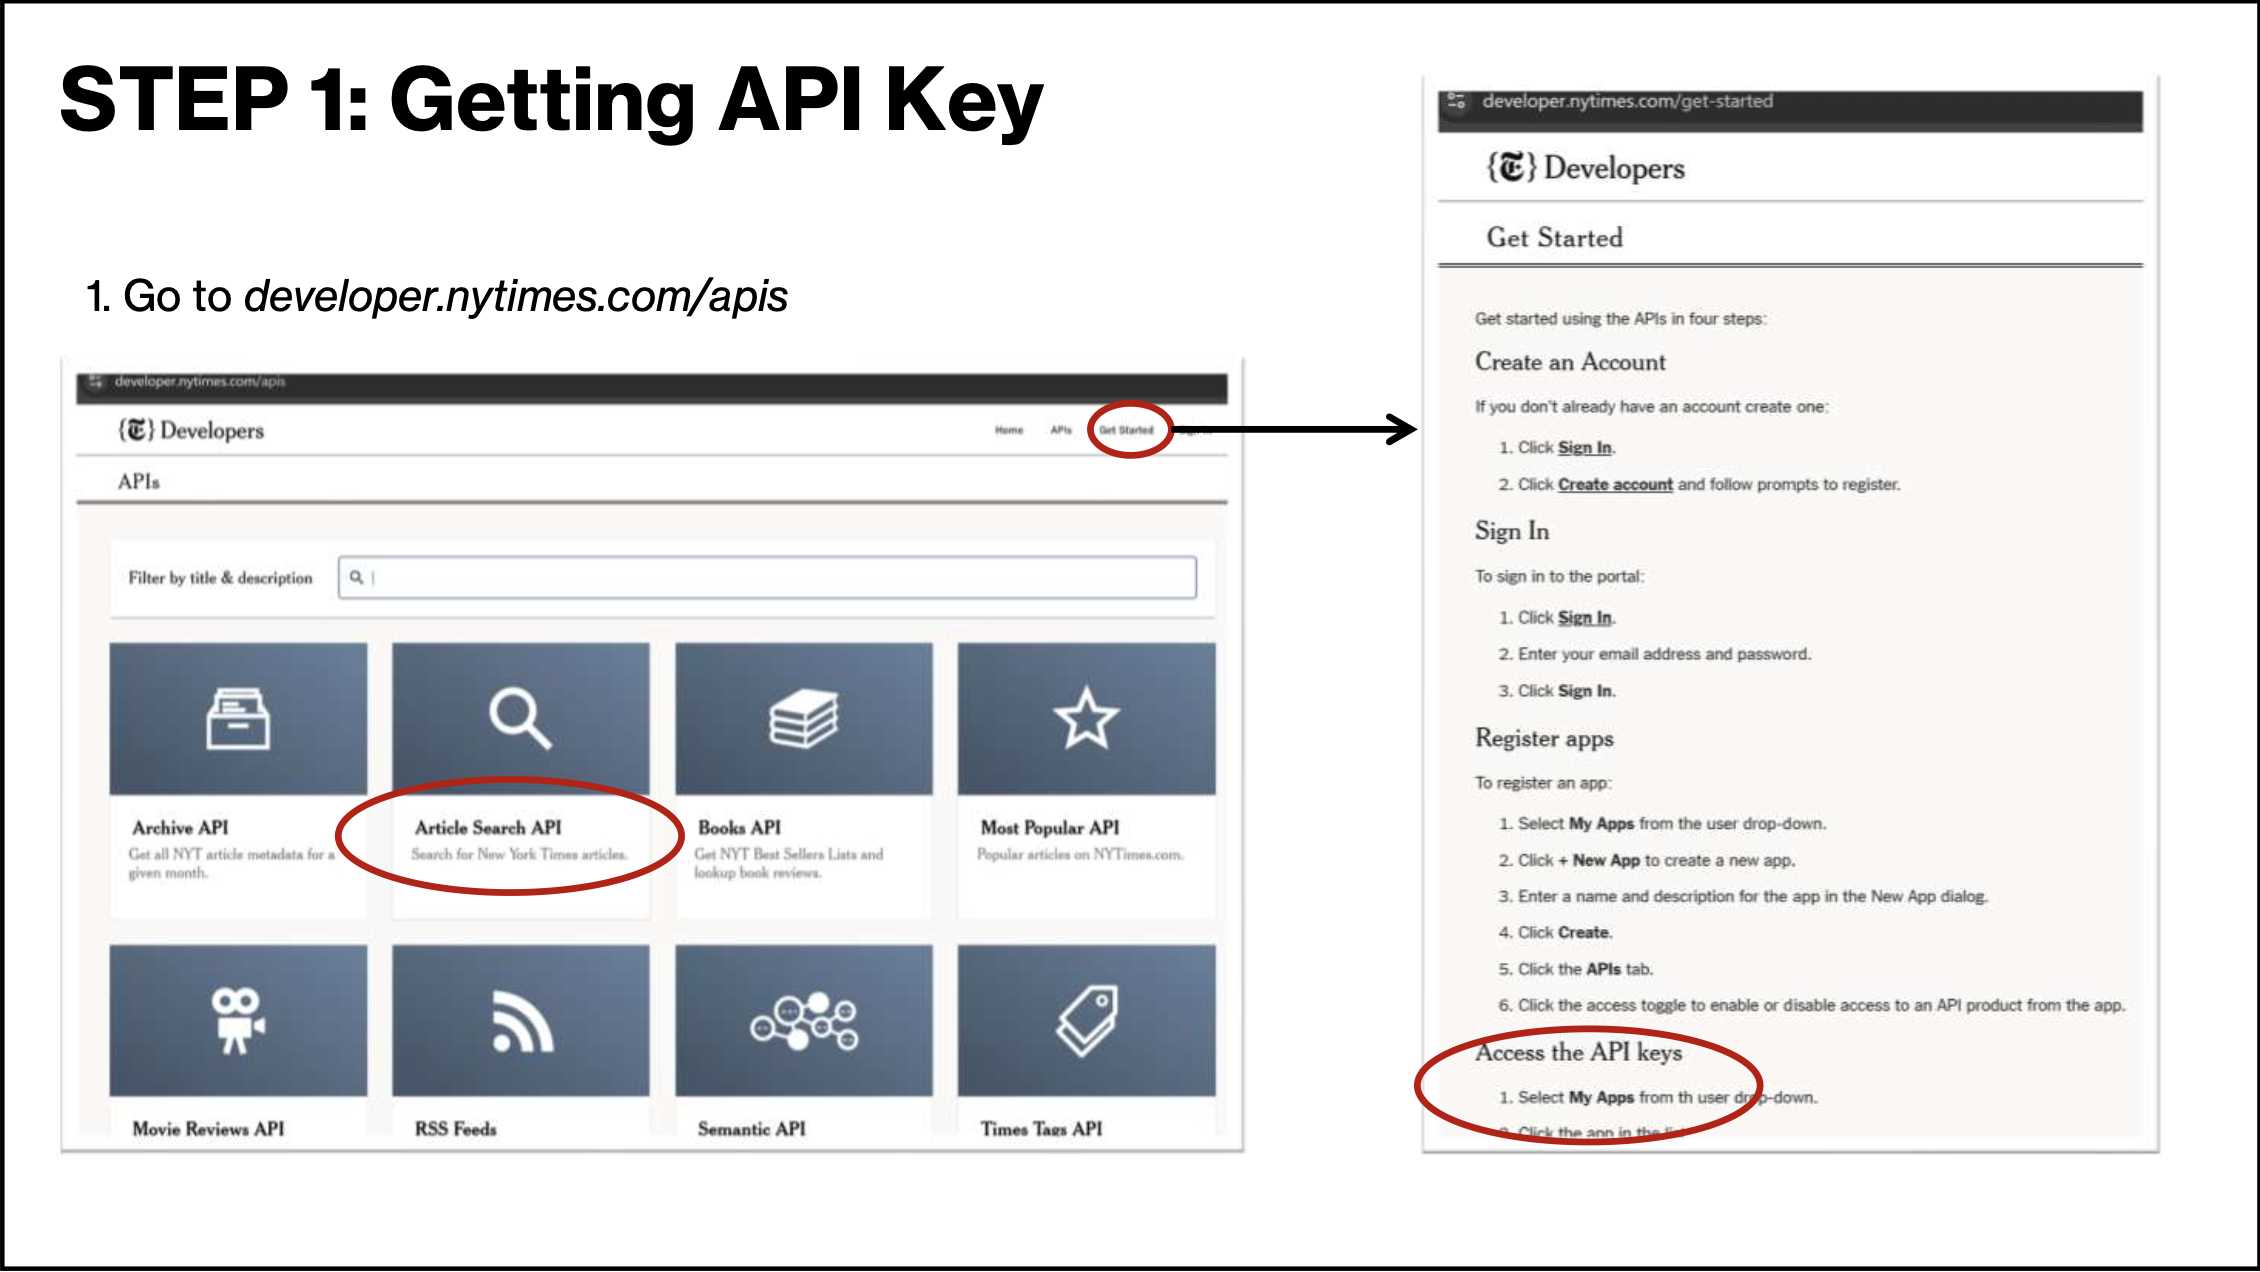 STEP 1: Getting API Key
1. Go to developer.nytimes.com/apis
developer.nytimes.com/apis
{T} Developers
Home APIs Get Started
APIs
Filter by title & description
Archive API
Get all NYT article metadata for a
given month.
Article Search API
Search for New York Times articles.
Books API
Get NYT Best Sellers Lists and
lookup book reviews.
Most Popular API
Popular articles on NYTimes.com.
Movie Reviews API
RSS Feeds
Semantic API
Times Tags API
developer.nytimes.com/get-started
{T} Developers
Get Started
Get started using the APIs in four steps:
Create an Account
If you don't already have an account create one:
1. Click Sign In.
2. Click Create account and follow prompts to register.
Sign In
To sign in to the portal:
1. Click Sign In.
2. Enter your email address and password.
3. Click Sign In.
Register apps
To register an app:
1. Select My Apps from the user drop-down.
2. Click + New App to create a new app.
3. Enter a name and description for the app in the New App dialog.
4. Click Create.
5. Click the APIs tab.
6. Click the access toggle to enable or disable access to an API product from the app.
Access the API keys
1. Select My Apps from th user drop-down.
Click the app in the